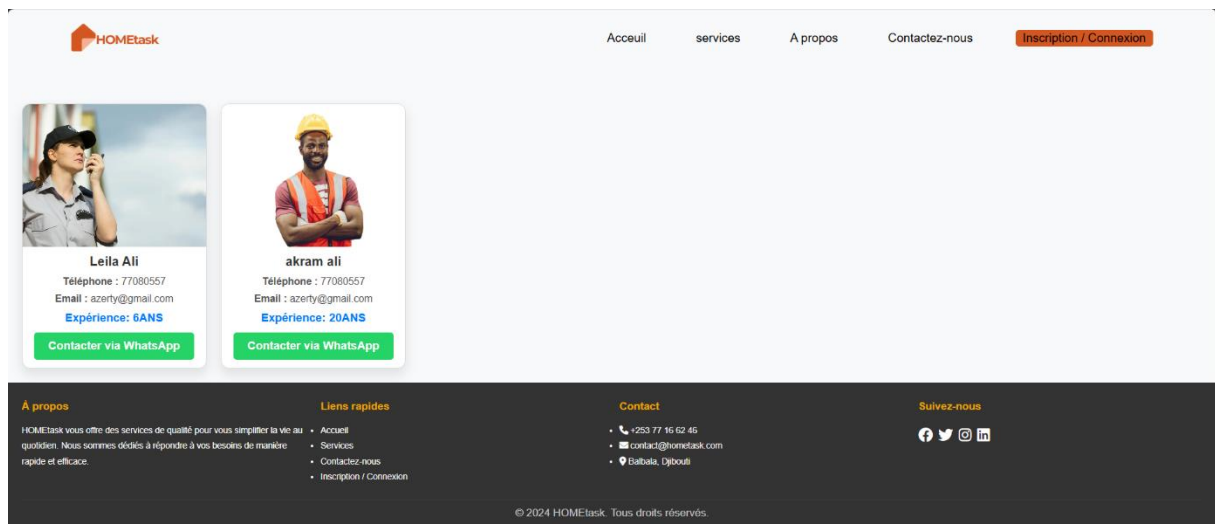 HOMEtask
Acceuil
services
A propos
Contactez-nous
Inscription / Connexion
Leila Ali
Téléphone : 77080557
Email : azerty@gmail.com
Expérience: 6ANS
Contacter via WhatsApp
akram ali
Téléphone : 77080557
Email : azerty@gmail.com
Expérience: 20ANS
Contacter via WhatsApp
À propos
HOMEtask vous offre des services de qualité pour vous simplifier la vie au
quotidien. Nous sommes dédiés à répondre à vos besoins de manière
rapide et efficace.
Liens rapides
Accueil
Services
Contactez-nous
Inscription / Connexion
Contact
+253 77 16 62 46
contact@hometask.com
Balbala, Djibouti
Suivez-nous
© 2024 HOMEtask. Tous droits réservés.